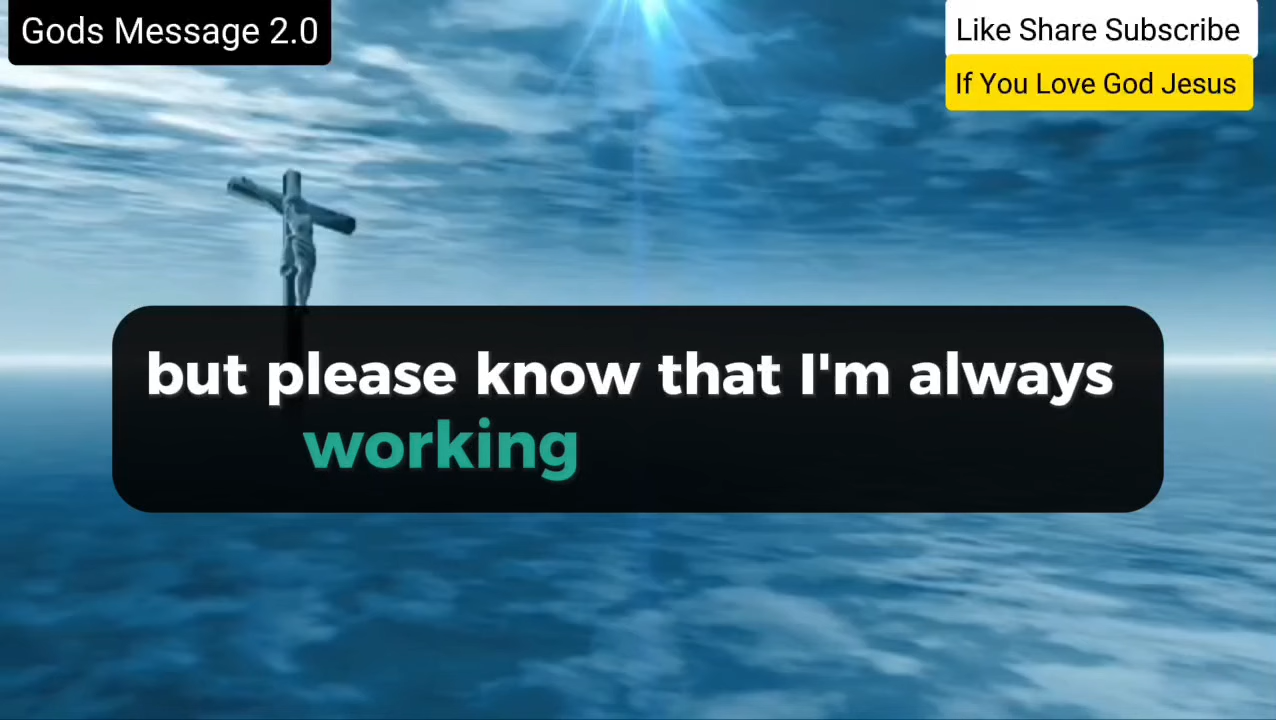 Gods Message 2.0
Like Share Subscribe
If You Love God Jesus
but please know that I'm always
working